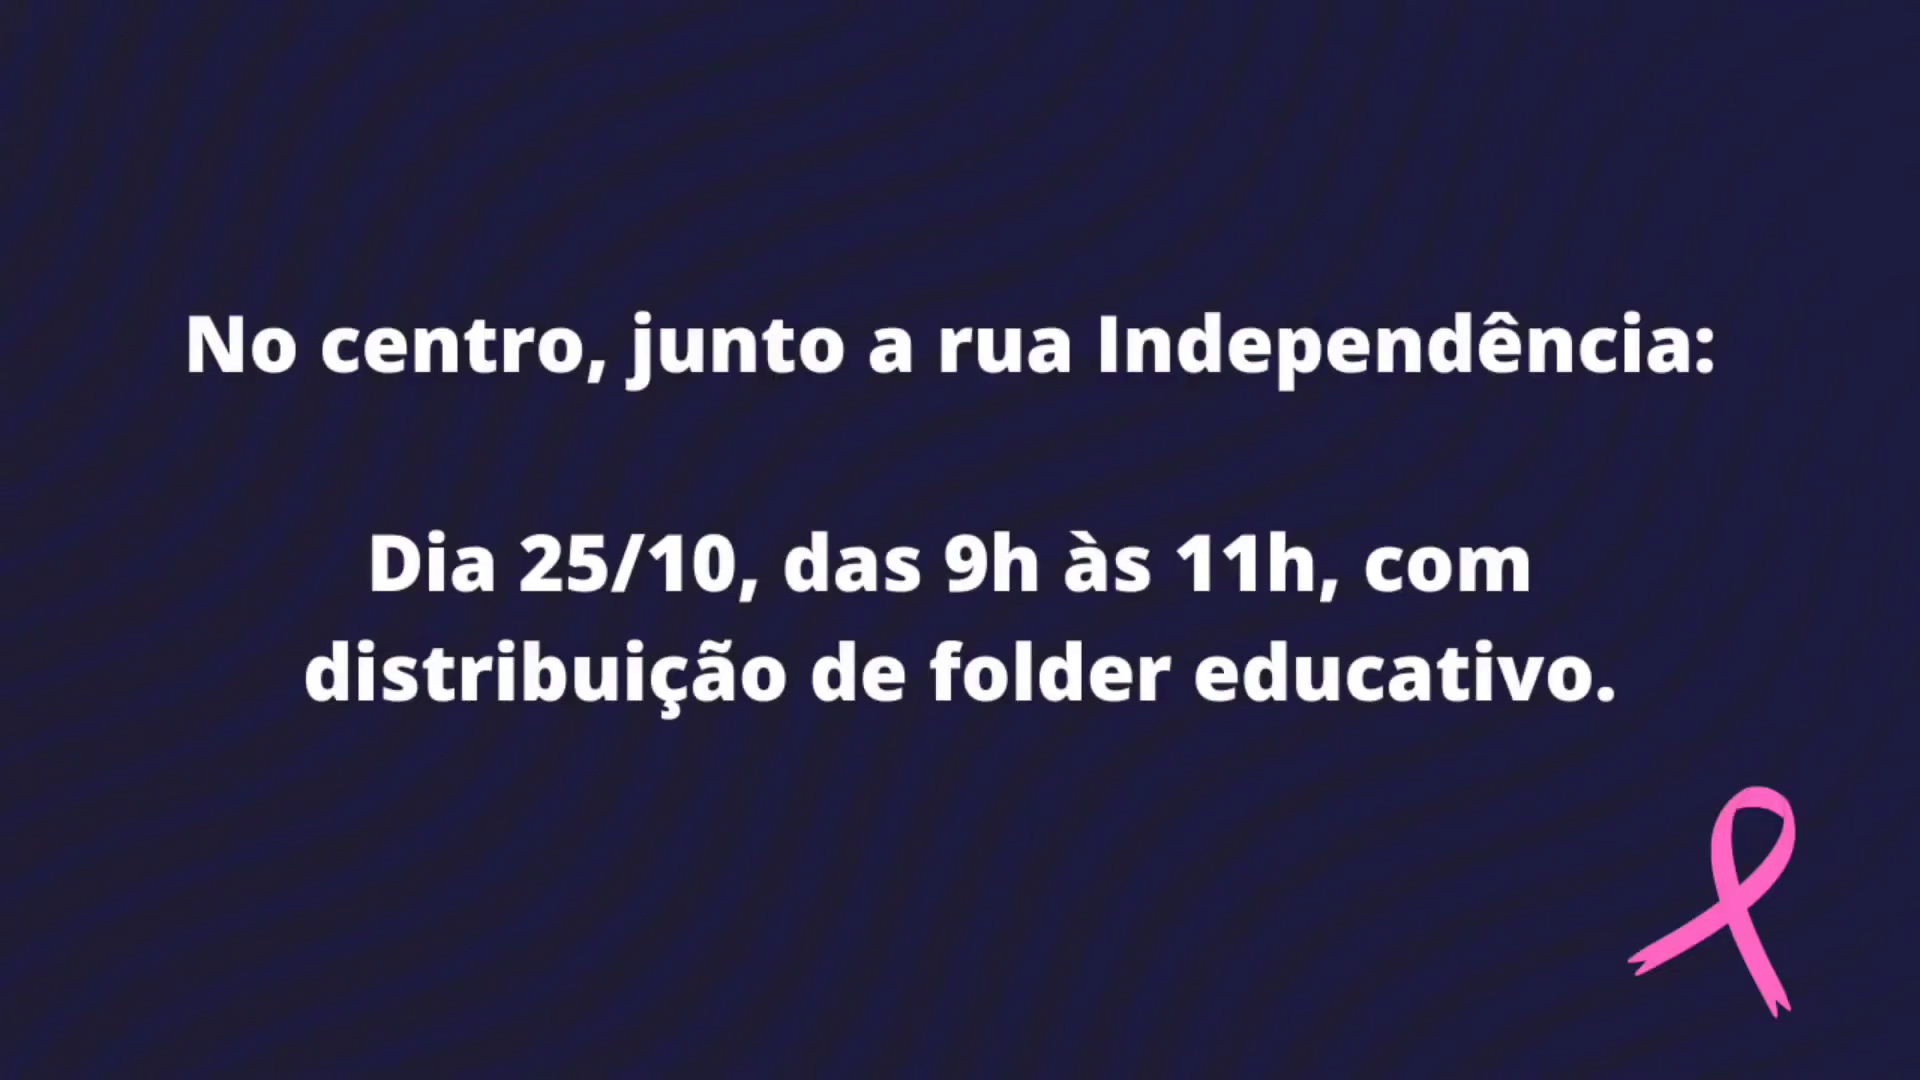 No centro, junto a rua Independência:
Dia 25/10, das 9h às 11h, com
distribuição de folder educativo.